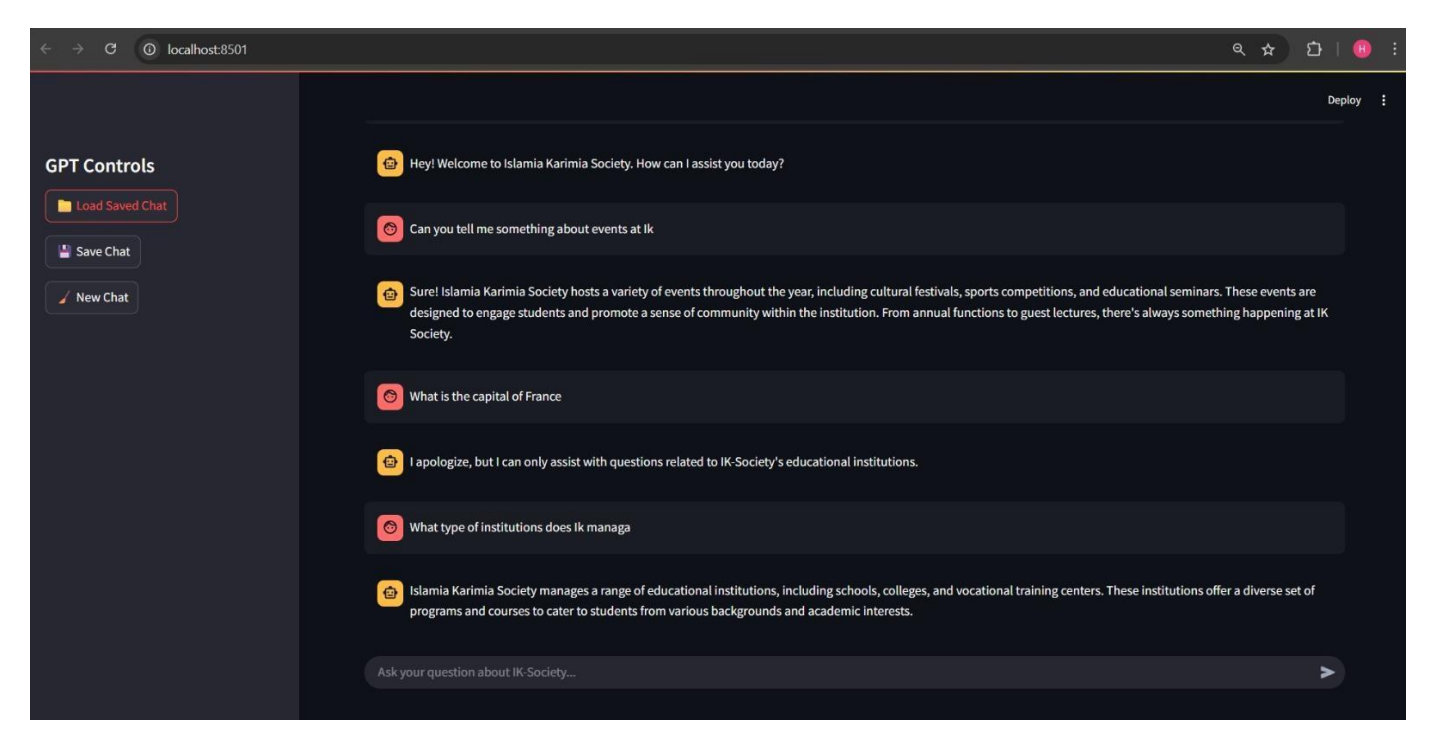 localhost:8501
H
Deploy
GPT Controls
Load Saved Chat
Save Chat
New Chat
Hey! Welcome to Islamia Karimia Society. How can I assist you today?
Can you tell me something about events at Ik
Sure! Islamia Karimia Society hosts a variety of events throughout the year, including cultural festivals, sports competitions, and educational seminars. These events are
designed to engage students and promote a sense of community within the institution. From annual functions to guest lectures, there's always something happening at IK
Society.
What is the capital of France
I apologize, but I can only assist with questions related to IK-Society's educational institutions.
What type of institutions does Ik managa
Islamia Karimia Society manages a range of educational institutions, including schools, colleges, and vocational training centers. These institutions offer a diverse set of
programs and courses to cater to students from various backgrounds and academic interests.
Ask your question about IK-Society...